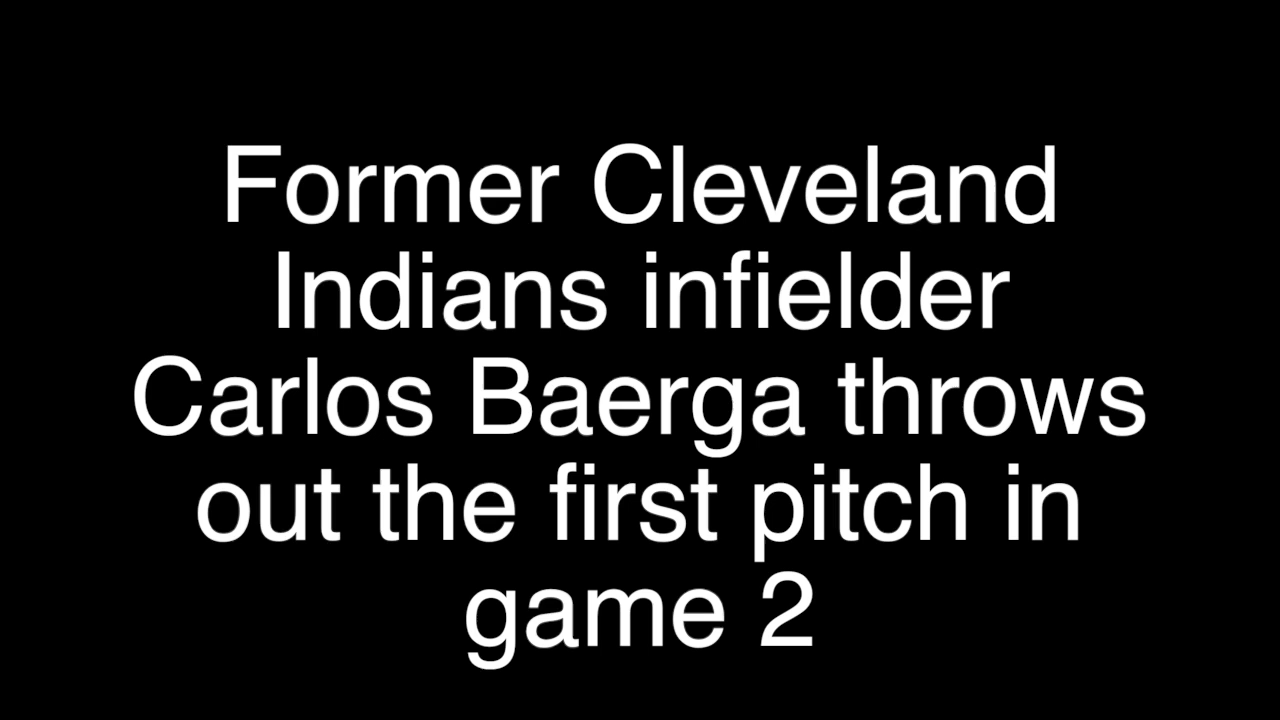 Former Cleveland
Indians infielder
Carlos Baerga throws
out the first pitch in
game 2